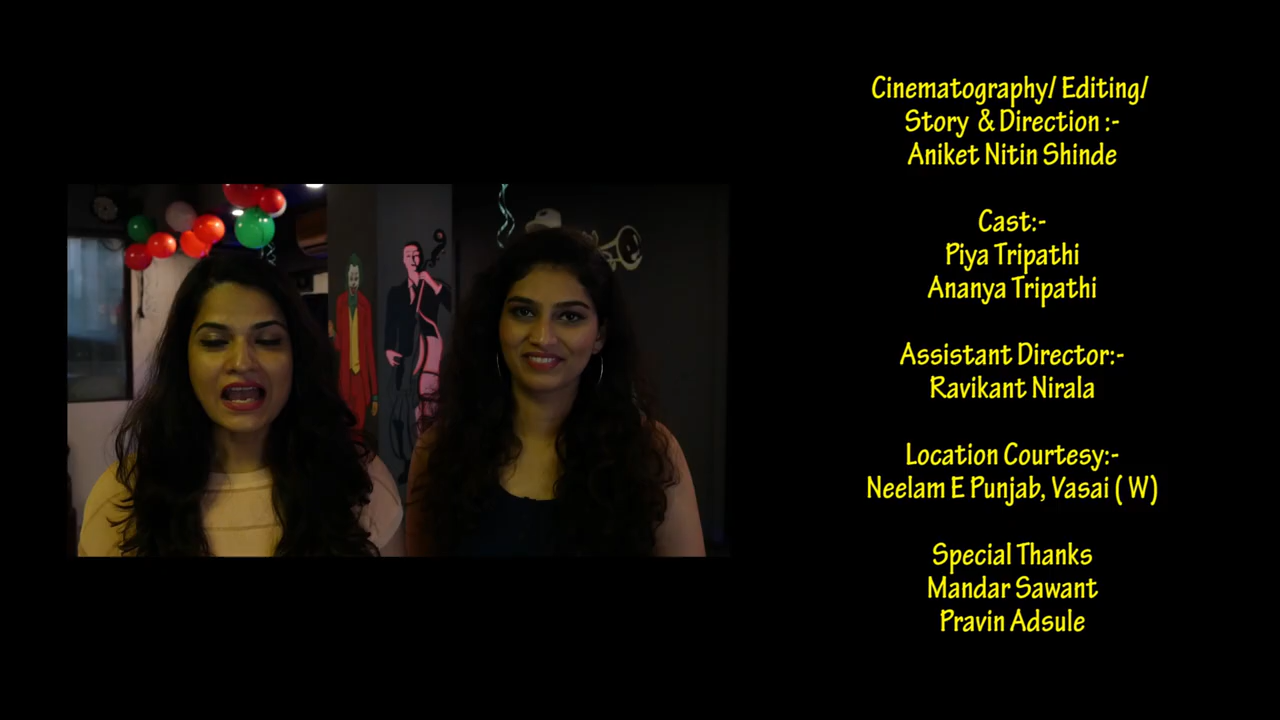 Cinematography/ Editing/
Story & Direction :-
Aniket Nitin Shinde
Cast:-
Piya Tripathi
Ananya Tripathi
Assistant Director:-
Ravikant Nirala
Location Courtesy:-
Neelam E Punjab, Vasai ( W)
Special Thanks
Mandar Sawant
Pravin Adsule